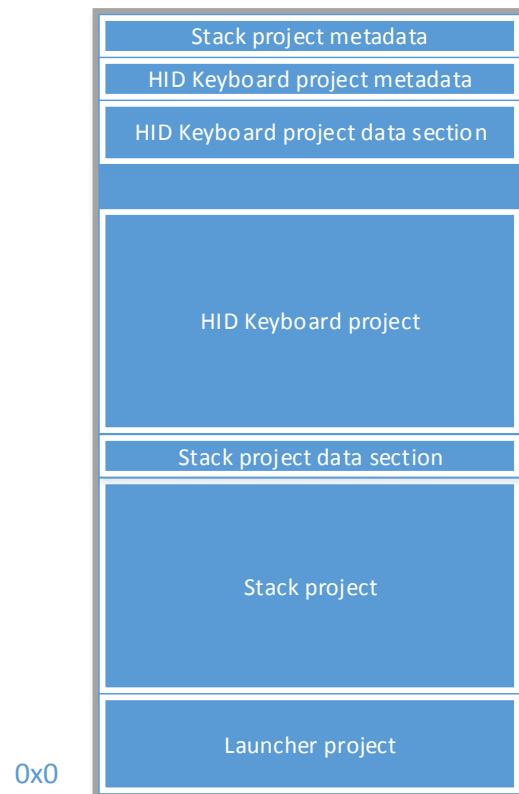 Stack project metadata
HID Keyboard project metadata
HID Keyboard project data section
HID Keyboard project
Stack project data section
Stack project
Launcher project
0x0